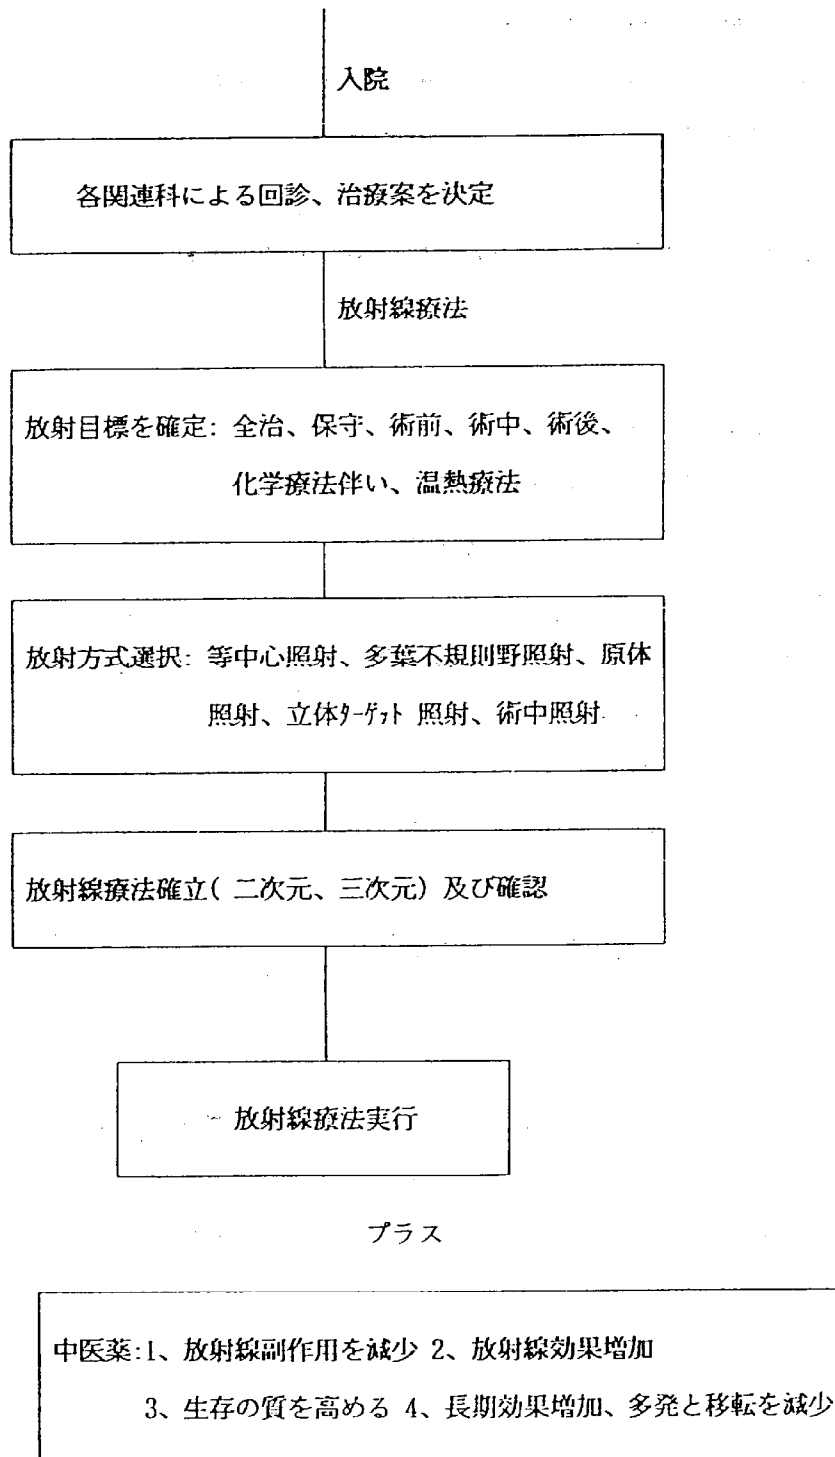 入院
各関連科による回診、治療案を決定
放射線療法
放射目標を確定: 全治、保守、術前、術中、術後、
化学療法伴い、温熱療法
放射方式選択: 等中心照射、多葉不規則野照射、原体
照射、立体ﾀｰｹﾞｯﾄ 照射、術中照射
放射線療法確立( 二次元、三次元) 及び確認
放射線療法実行
プラス
中医薬:1、放射線副作用を減少 2、放射線効果増加
3、生存の質を高める 4、長期効果増加、多発と移転を減少